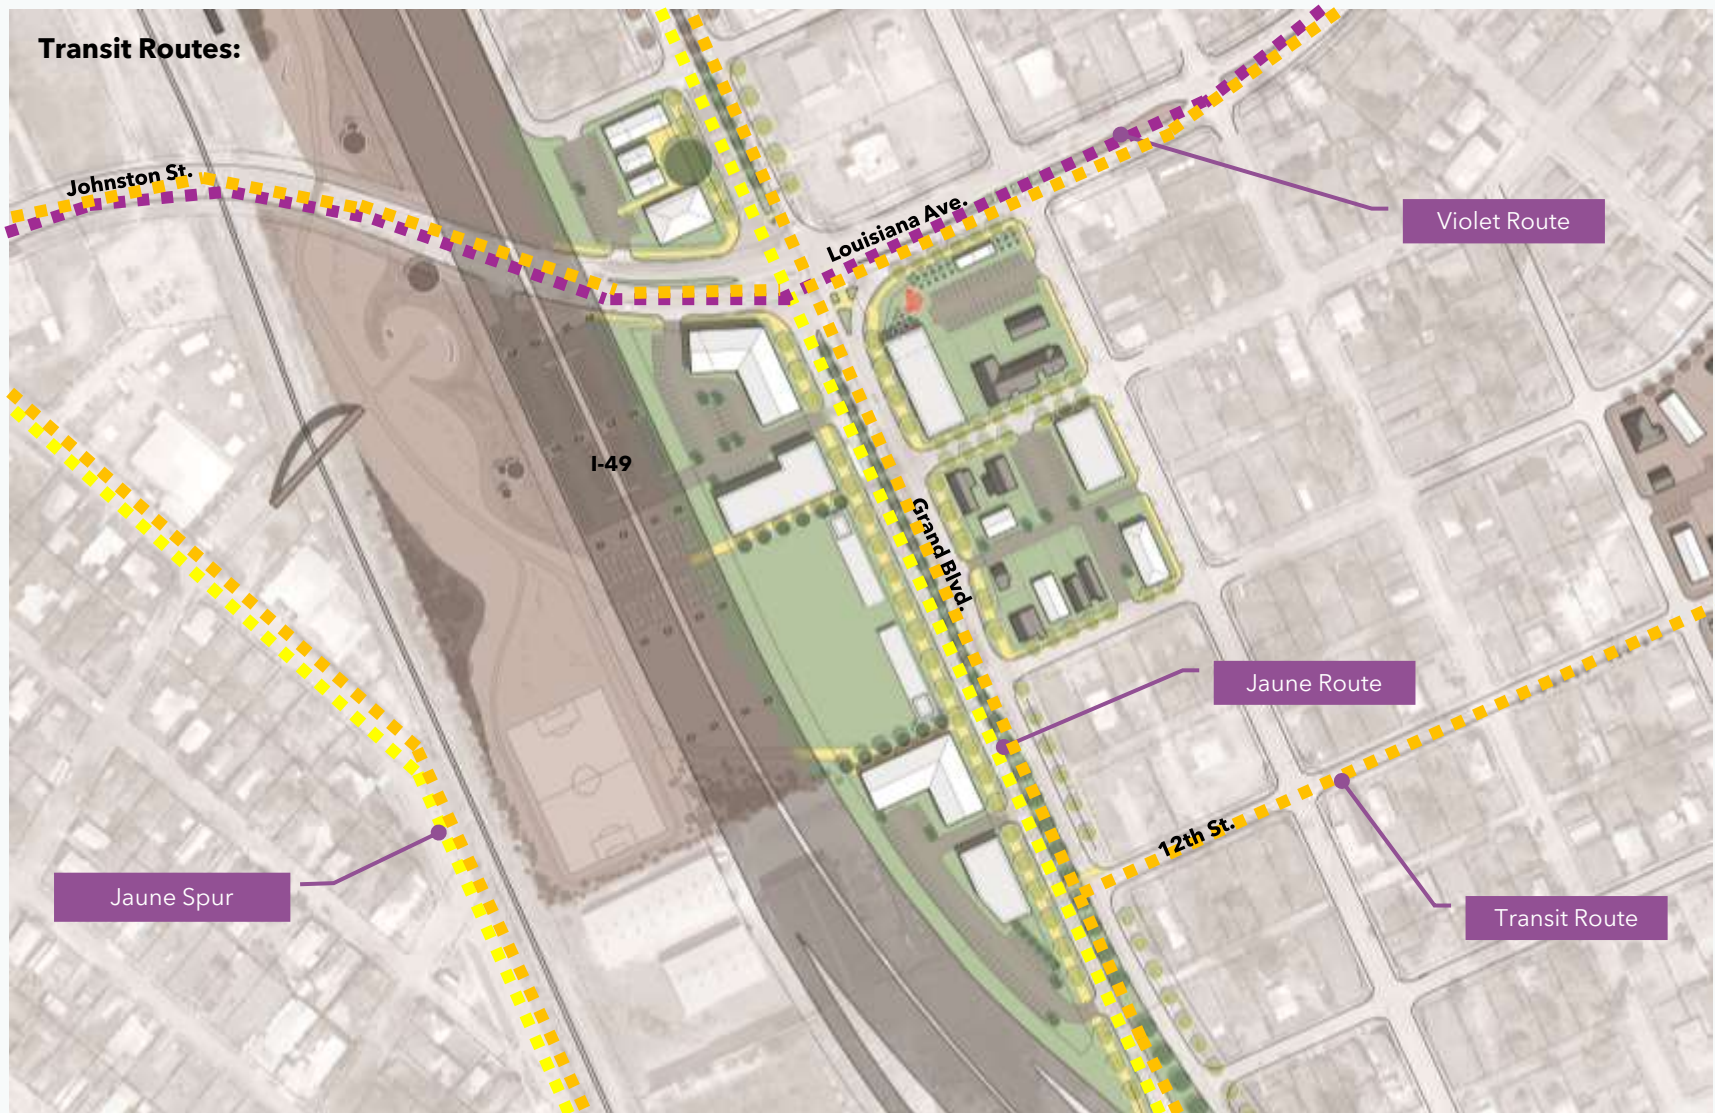 Transit Routes:
Johnston St.
Louisiana Ave.
Violet Route
I-49
Grand Blvd.
Jaune Route
12th St.
Jaune Spur
Transit Route